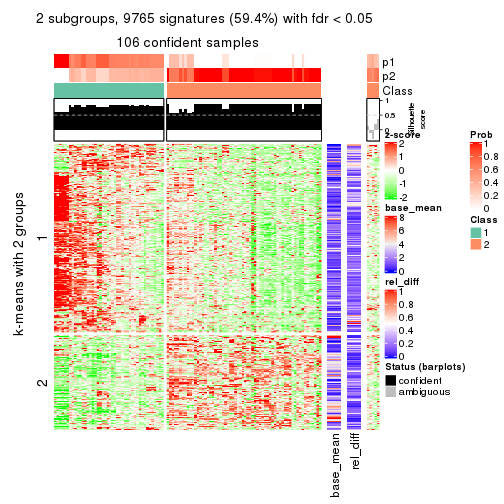 2 subgroups, 9765 signatures (59.4%) with fdr < 0.05
106 confident samples
p1
p2
Class
1
0.5
0
Silhouette
score
k-means with 2 groups
1
2
base_mean
rel_diff
z-score
2
1
0
-1
-2
base_mean
8
6
4
2
0
rel_diff
1
0.8
0.6
0.4
0.2
0
Status (barplots)
confident
ambiguous
Prob
1
0.8
0.6
0.4
0.2
0
Class
1
2